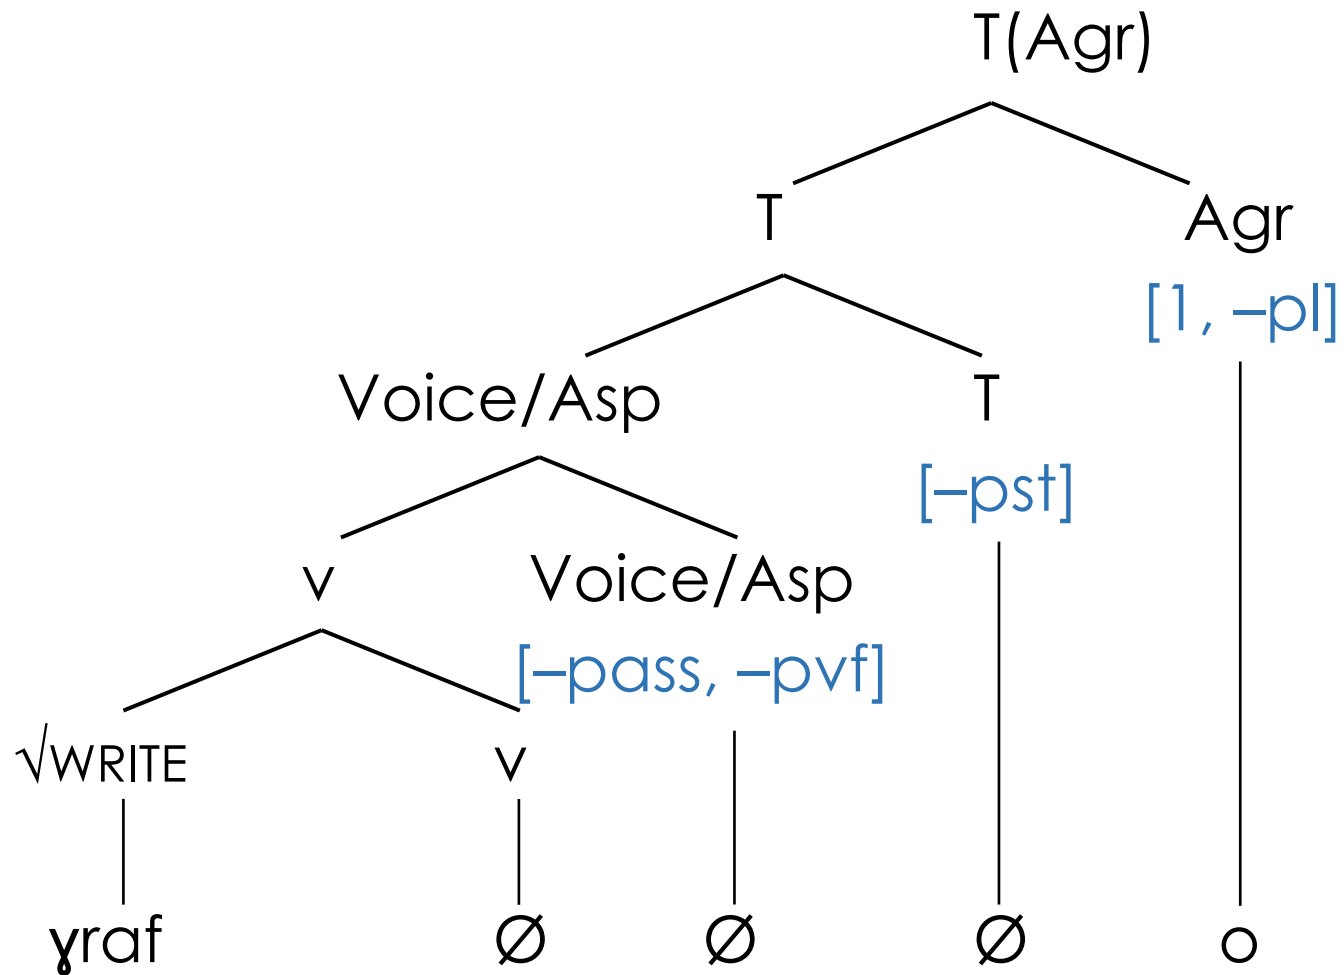 T(Agr)
T Agr
[1, –pl]
Voice/Asp T
[–pst]
v Voice/Asp
[–pass, –pvf]
√WRITE v
ɣraf Ø Ø Ø o